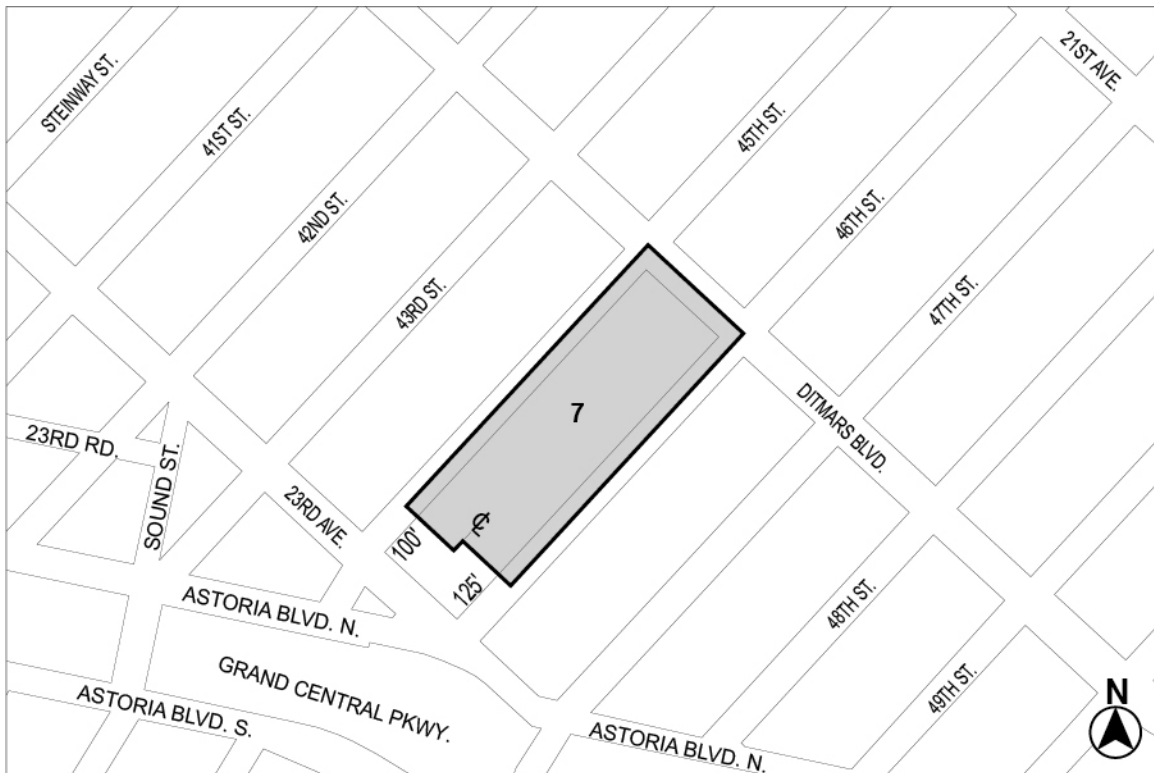 21ST AVE.
STEINWAY ST.
41ST ST.
45TH ST.
42ND ST.
46TH ST.
43RD ST.
47TH ST.
7
DITMARS BLVD.
23RD RD.
SOUND ST.
23RD AVE.
℄
100'
125'
ASTORIA BLVD. N.
48TH ST.
GRAND CENTRAL PKWY.
49TH ST.
ASTORIA BLVD. S.
ASTORIA BLVD. N.
N